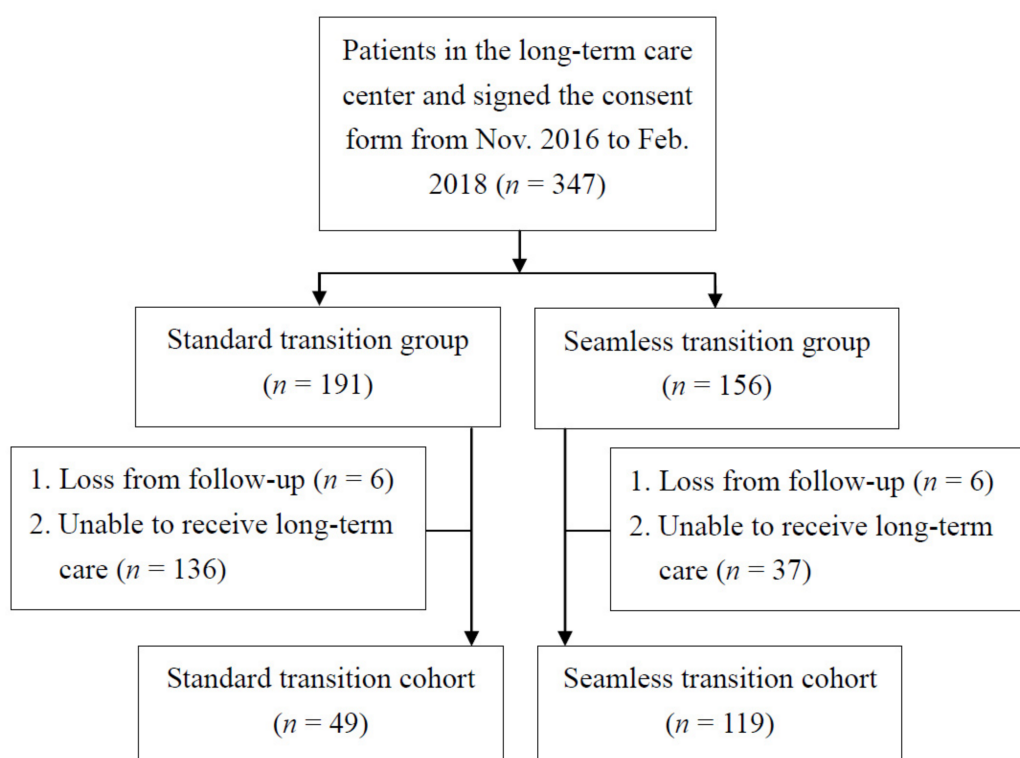 Patients in the long-term care
center and signed the consent
form from Nov. 2016 to Feb.
2018 (n = 347)
Standard transition group
(n = 191)
Seamless transition group
(n = 156)
1. Loss from follow-up (n = 6)
2. Unable to receive long-term
care (n = 136)
1. Loss from follow-up (n = 6)
2. Unable to receive long-term
care (n = 37)
Standard transition cohort
(n = 49)
Seamless transition cohort
(n = 119)